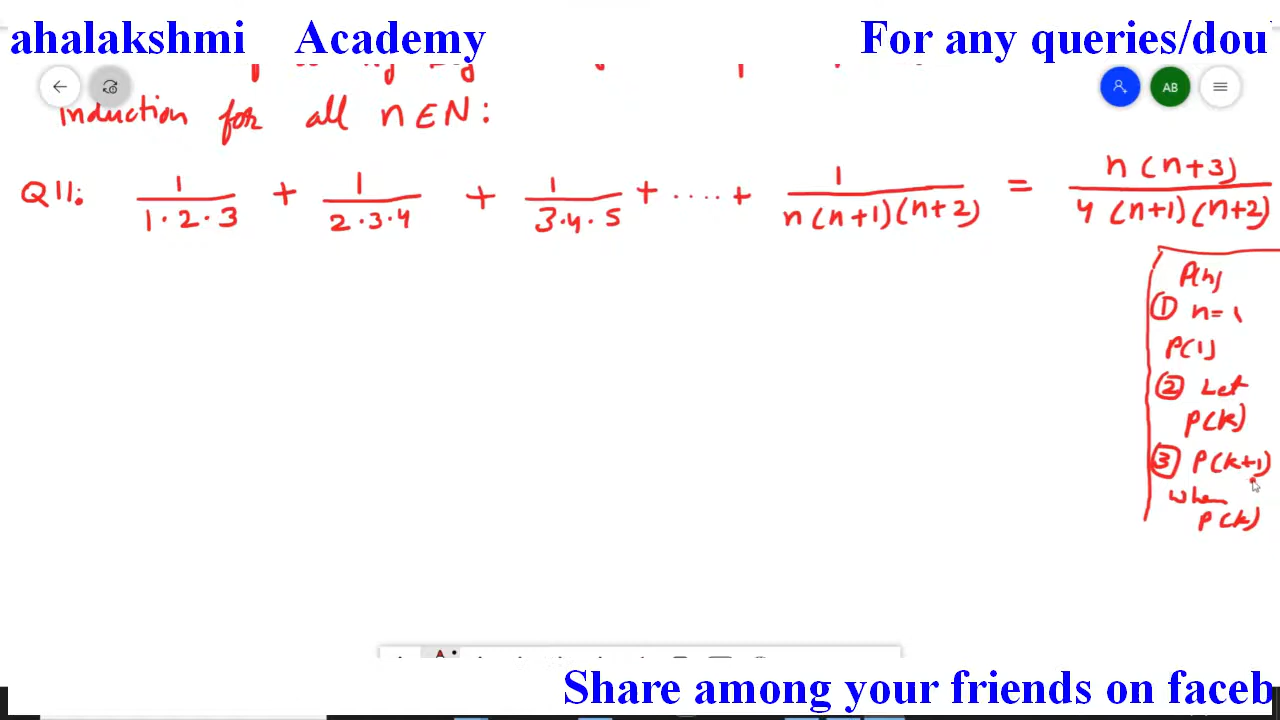 ahalakshmi Academy For any queries/dou
AB
induction for all n ∈ N:
Q11: 1/(1·2·3) + 1/(2·3·4) + 1/(3·4·5) + ..... + 1/(n(n+1)(n+2)) = n(n+3)/(4(n+1)(n+2))
P(n)
① n=1
P(1)
② Let
P(k)
③ P(k+1)
when
P(k)
Share among your friends on faceb